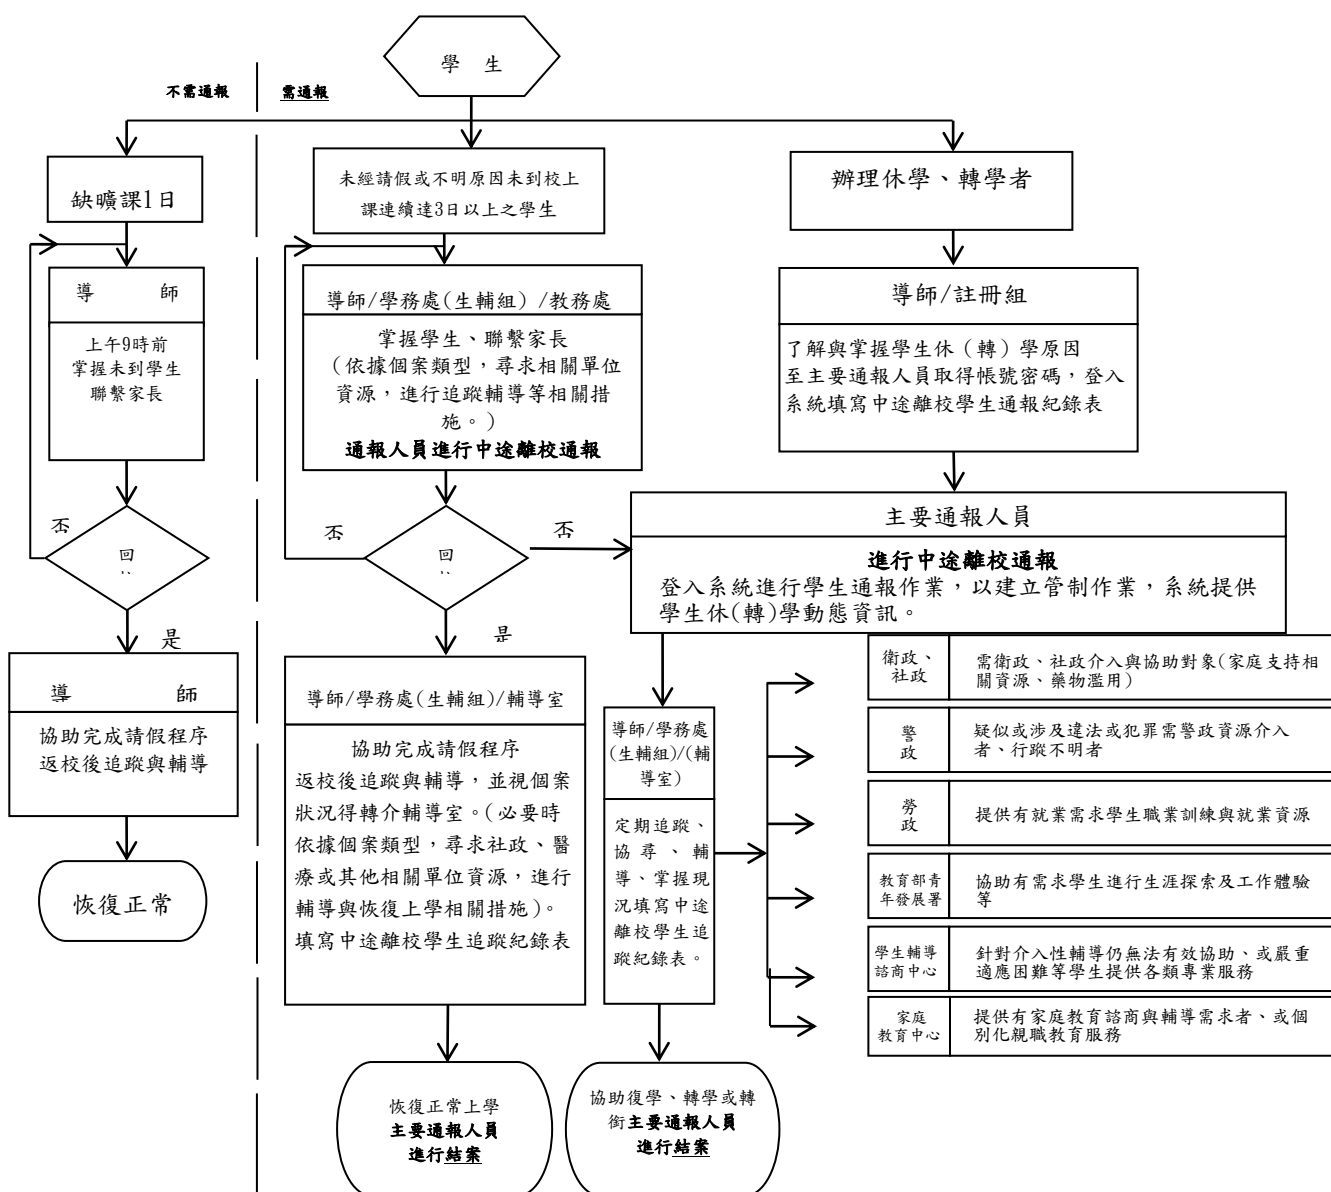 學 生
不需通報
需通報
缺曠課1日
未經請假或不明原因未到校上
課連續達3日以上之學生
辦理休學、轉學者
導 師
上午9時前
掌握未到學生
聯繫家長
導師/學務處(生輔組) /教務處
掌握學生、聯繫家長
(依據個案類型，尋求相關單位
資源，進行追蹤輔導等相關措
施。)
通報人員進行中途離校通報
導師/註冊組
了解與掌握學生休（轉）學原因
至主要通報人員取得帳號密碼，登入
系統填寫中途離校學生通報紀錄表
否
回
否
回
否
主要通報人員
進行中途離校通報
登入系統進行學生通報作業，以建立管制作業，系統提供
學生休(轉)學動態資訊。
是
是
導 師
協助完成請假程序
返校後追蹤與輔導
恢復正常
導師/學務處(生輔組)/輔導室
協助完成請假程序
返校後追蹤與輔導，並視個案
狀況得轉介輔導室。(必要時
依據個案類型，尋求社政、醫
療或其他相關單位資源，進行
輔導與恢復上學相關措施)。
填寫中途離校學生追蹤紀錄表
導師/學務處
(生輔組)/(輔
導室)
定期追蹤、
協尋、輔
導、掌握現
況填寫中途
離校學生追
蹤紀錄表。
衛政、
社政
需衛政、社政介入與協助對象(家庭支持相
關資源、藥物濫用)
警
政
疑似或涉及違法或犯罪需警政資源介入
者、行蹤不明者
勞
政
提供有就業需求學生職業訓練與就業資源
教育部青
年發展署
協助有需求學生進行生涯探索及工作體驗
等
學生輔導
諮商中心
針對介入性輔導仍無法有效協助、或嚴重
適應困難等學生提供各類專業服務
家庭
教育中心
提供有家庭教育諮商與輔導需求者、或個
別化親職教育服務
恢復正常上學
主要通報人員
進行結案
協助復學、轉學或轉
銜主要通報人員
進行結案